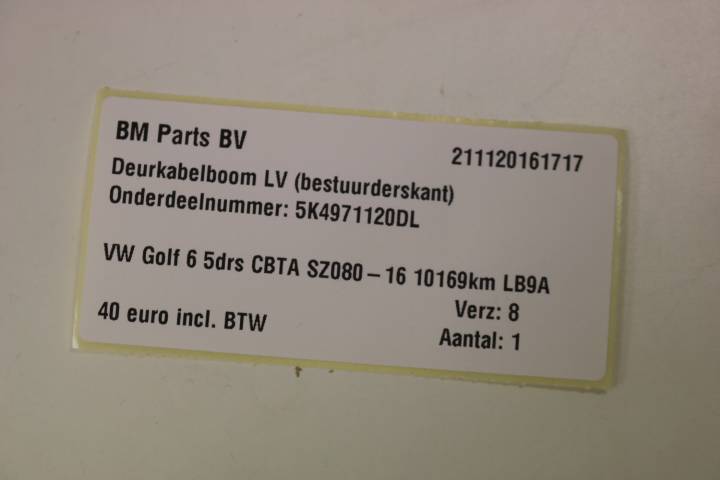 BM Parts BV
211120161717
Deurkabelboom LV (bestuurderskant)
Onderdeelnummer: 5K4971120DL
VW Golf 6 5drs CBTA SZ080 – 16 10169km LB9A
Verz: 8
40 euro incl. BTW
Aantal: 1